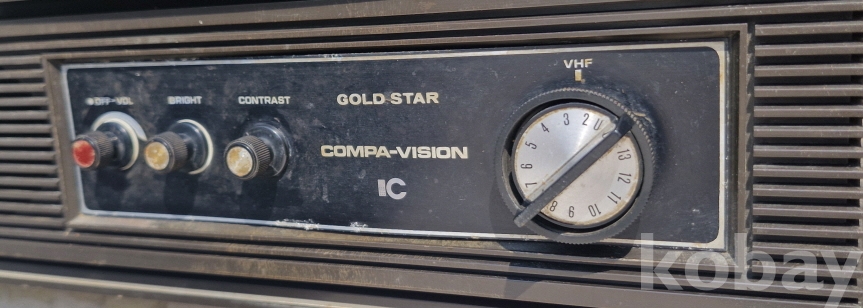 VHF
OFF-VOL BRIGHT CONTRAST
GOLD STAR
COMPA-VISION
IC
U 2 3 4 5 6 7 8 9 10 11 12 13
kobay